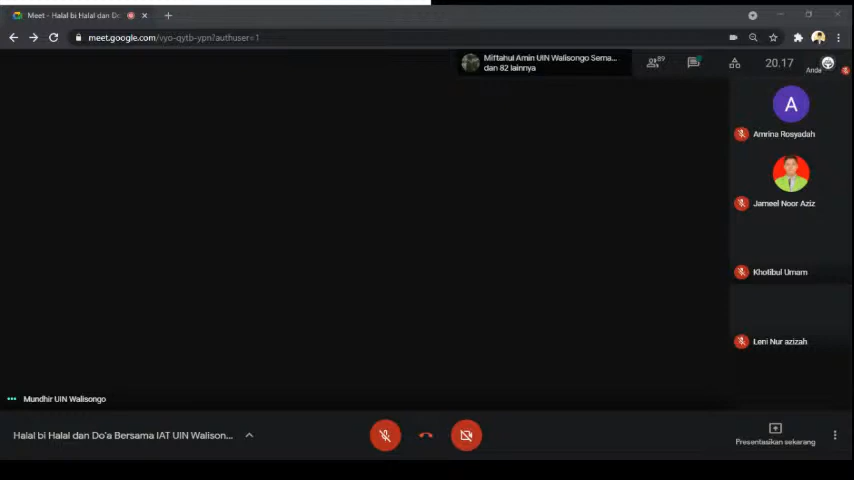 Meet - Halal bi Halal dan Do
meet.google.com/vyo-qytb-ypn?authuser=1
Miftahul Amin UIN Walisongo Sema...
dan 82 lainnya
89
20.17
Anda
A
Amrina Rosyadah
Jameel Noor Aziz
Khotibul Umam
Leni Nur azizah
Mundhir UIN Walisongo
Halal bi Halal dan Do'a Bersama IAT UIN Walison...
Presentasikan sekarang